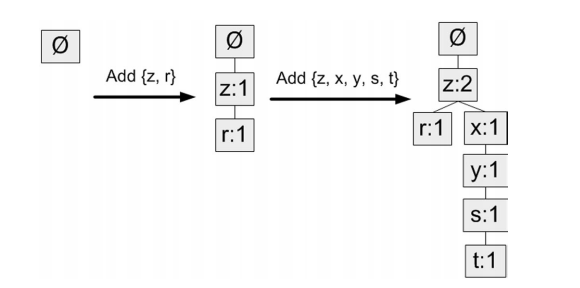 Ø
Add {z, r}
Ø
z:1
r:1
Add {z, x, y, s, t}
Ø
z:2
r:1
x:1
y:1
s:1
t:1